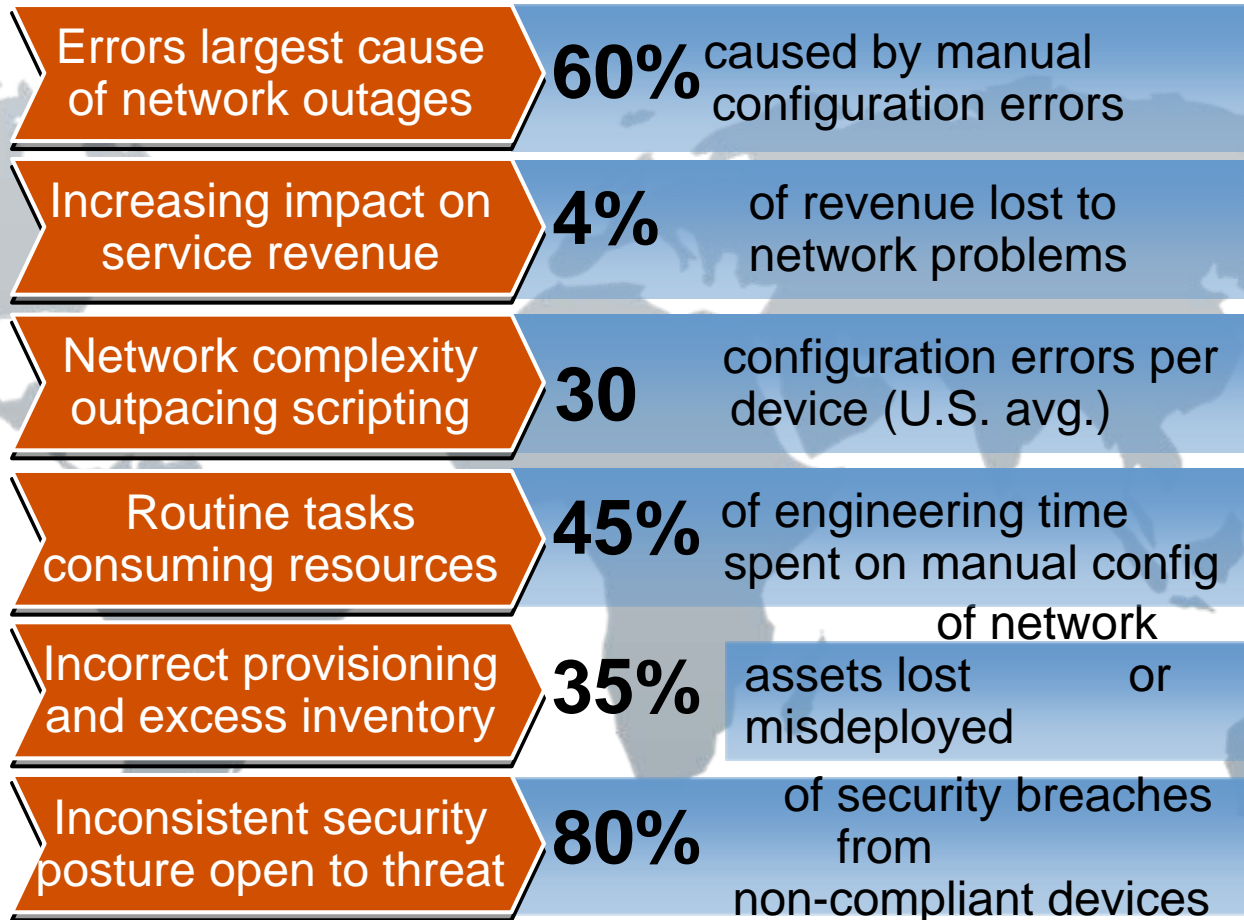 Errors largest cause
of network outages
60%
caused by manual
configuration errors
Increasing impact on
service revenue
4%
of revenue lost to
network problems
Network complexity
outpacing scripting
30
configuration errors per
device (U.S. avg.)
Routine tasks
consuming resources
45%
of engineering time
spent on manual config
Incorrect provisioning
and excess inventory
35%
of network
assets lost or
misdeployed
Inconsistent security
posture open to threat
80%
of security breaches
from
non-compliant devices